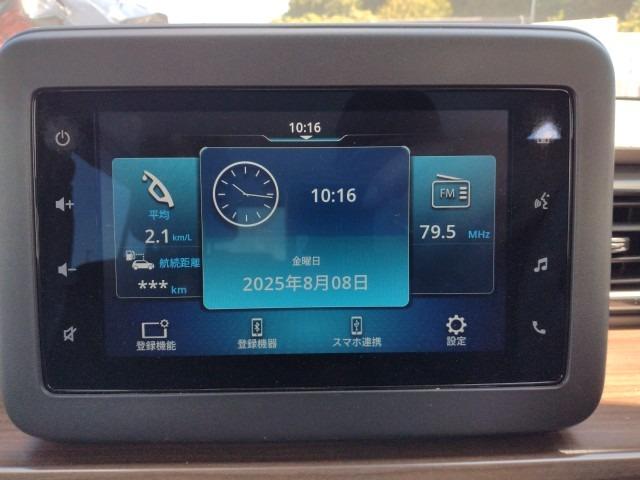 10:16
平均
2.1 km/L
航続距離
*** km
10:16
金曜日
2025年8月08日
FM
79.5 MHz
登録機能
登録機器
スマホ連携
設定